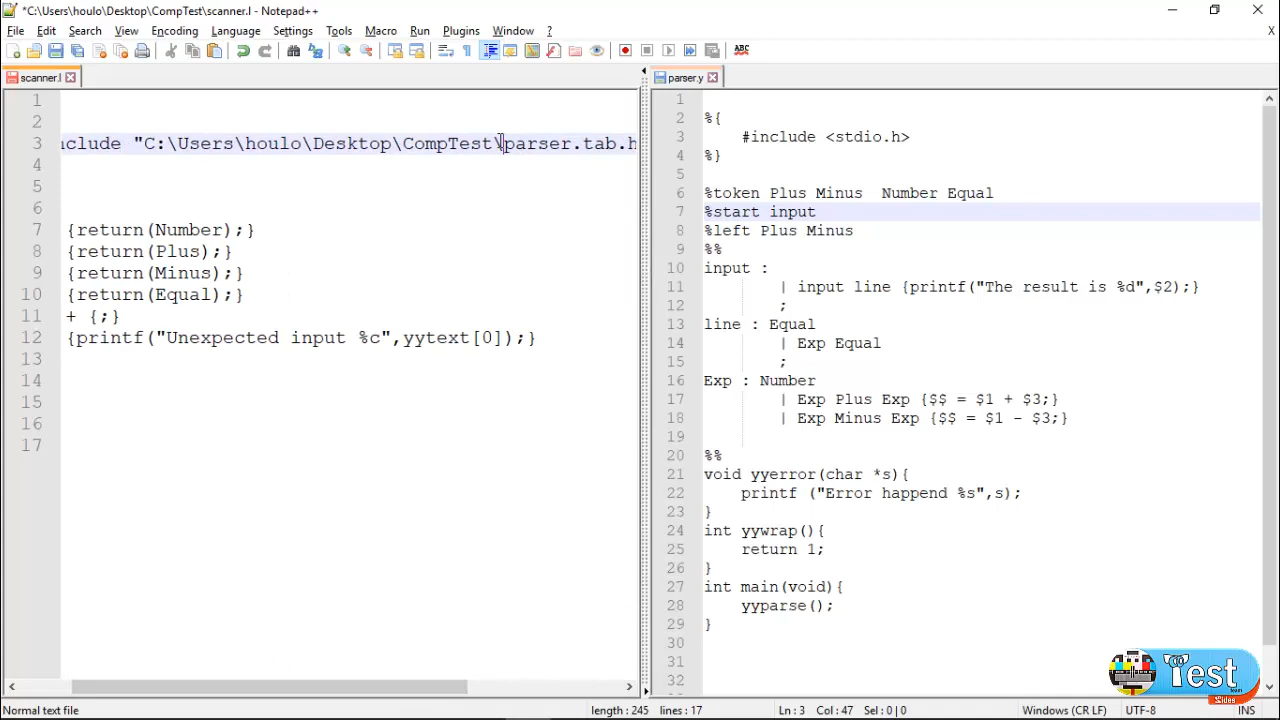 *C:\Users\houlo\Desktop\CompTest\scanner.l - Notepad++
File Edit Search View Encoding Language Settings Tools Macro Run Plugins Window ?
X
ABC
scanner.l
parser.y
1
2
3 nclude "C:\Users\houlo\Desktop\CompTest\parser.tab.h
4
5
6
7 {return(Number);}
8 {return(Plus);}
9 {return(Minus);}
10 {return(Equal);}
11 + {;}
12 {printf("Unexpected input %c",yytext[0]);}
13
14
15
16
17
1
2 %{
3 #include <stdio.h>
4 %}
5
6 %token Plus Minus  Number Equal
7 %start input
8 %left Plus Minus
9 %%
10 input :
11 | input line {printf("The result is %d",$2);}
12 ;
13 line : Equal
14 | Exp Equal
15 ;
16 Exp : Number
17 | Exp Plus Exp {$$ = $1 + $3;}
18 | Exp Minus Exp {$$ = $1 - $3;}
19
20 %%
21 void yyerror(char *s){
22 printf ("Error happend %s",s);
23 }
24 int yywrap(){
25 return 1;
26 }
27 int main(void){
28 yyparse();
29 }
30
31
32
Test
team
Slides
Normal text file length : 245 lines : 17 Ln : 3 Col : 47 Sel : 0 | 0 Windows (CR LF) UTF-8 INS